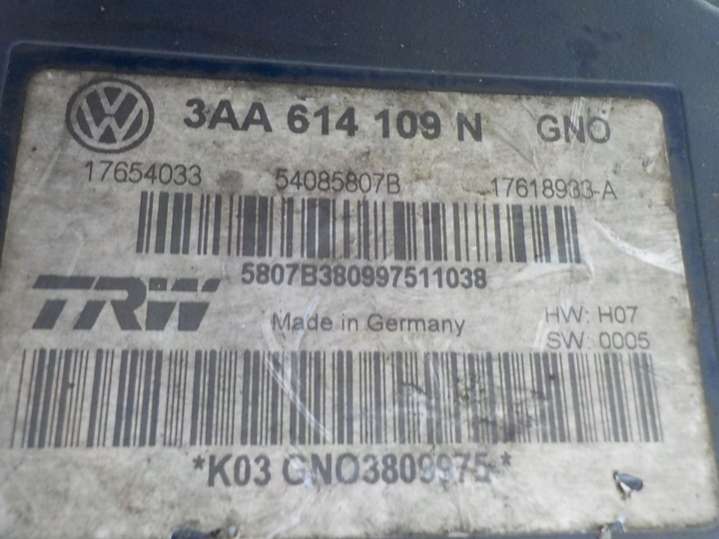 3AA 614 109 N GNO
17654033 54085807B 17618933-A
5807B380997511038
TRW Made in Germany HW: H07
SW: 0005
*K03 GNO3809975*